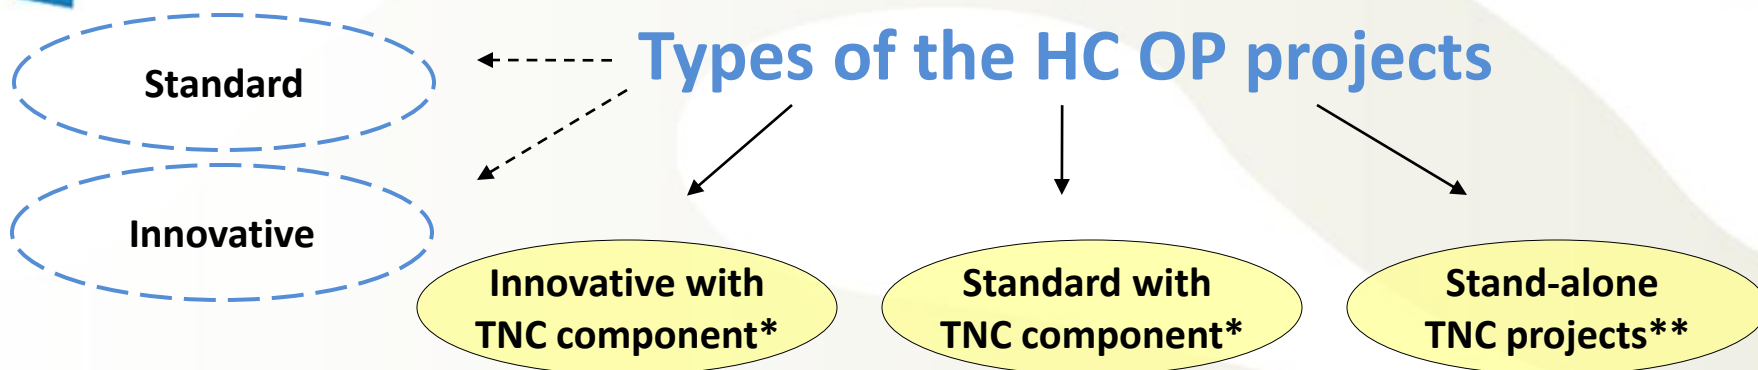 Types of the HC OP projects
Standard
Innovative
Innovative with
TNC component*
Standard with
TNC component*
Stand-alone
TNC projects**